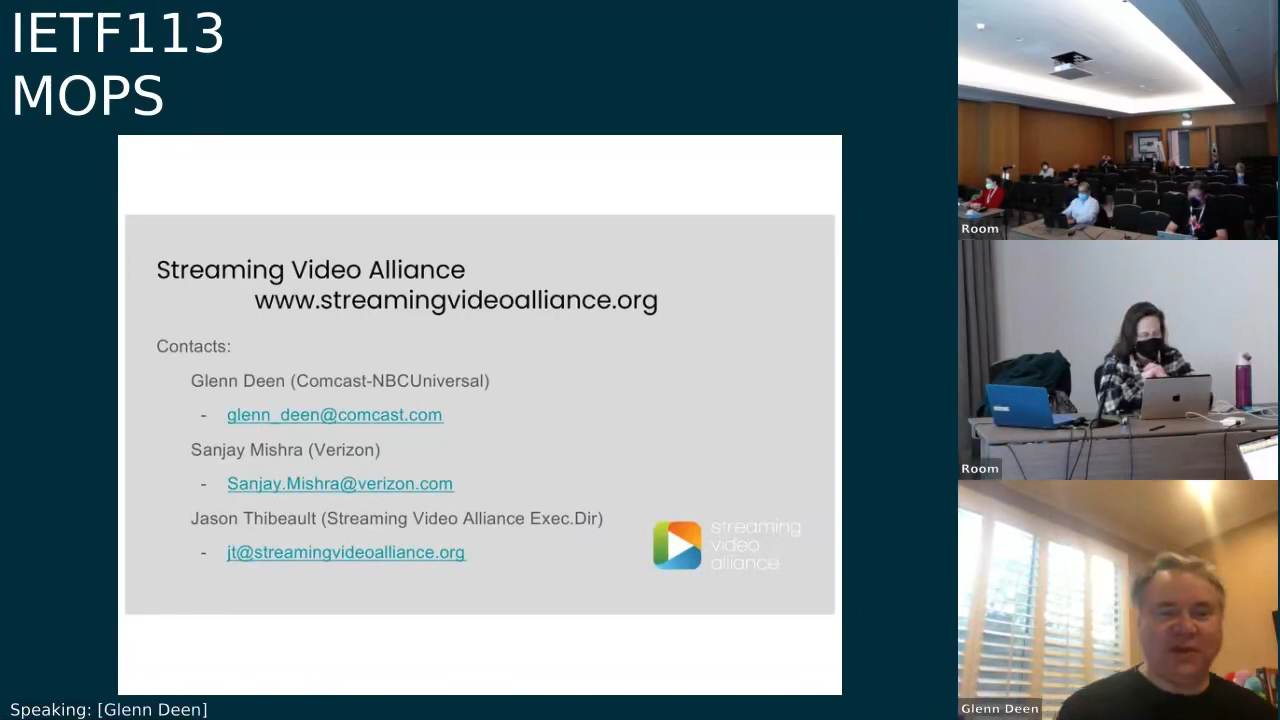 IETF113
MOPS
Streaming Video Alliance
www.streamingvideoalliance.org
Contacts:
Glenn Deen (Comcast-NBCUniversal)
- glenn_deen@comcast.com
Sanjay Mishra (Verizon)
- Sanjay.Mishra@verizon.com
Jason Thibeault (Streaming Video Alliance Exec.Dir)
- jt@streamingvideoalliance.org
streaming
video
alliance
Room
Room
Glenn Deen
Speaking: [Glenn Deen]